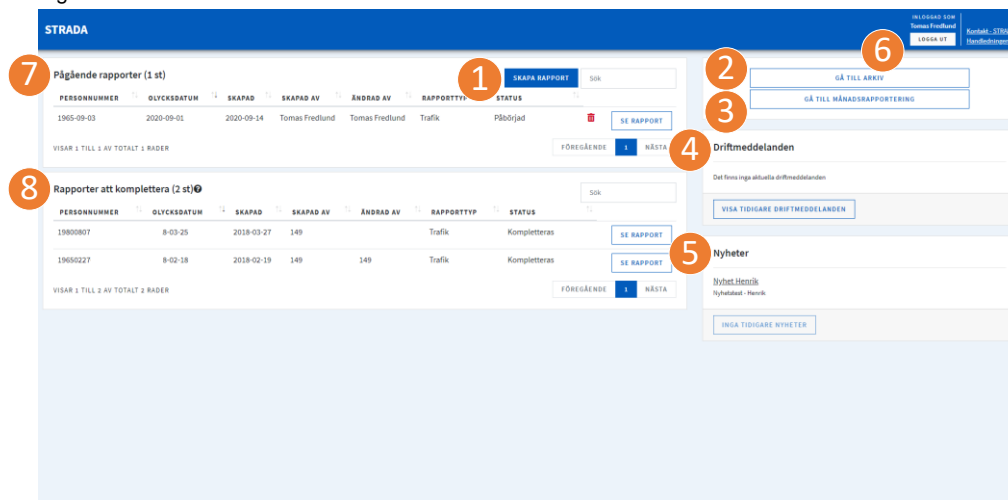 STRADA
INLOGGAD SOM
Tomas Fredlund
LOGGA UT
Kontakt - STRA
Handledningar
6
7
Pågående rapporter (1 st)
1
SKAPA RAPPORT
Sök
PERSONNUMMER OLYCKSDATUM SKAPAD SKAPAD AV ÄNDRAD AV RAPPORTTYP STATUS
1965-09-03 2020-09-01 2020-09-14 Tomas Fredlund Tomas Fredlund Trafik Påbörjad SE RAPPORT
VISAR 1 TILL 1 AV TOTALT 1 RADER
FÖREGÅENDE 1 NÄSTA
8
Rapporter att komplettera (2 st)
Sök
PERSONNUMMER OLYCKSDATUM SKAPAD SKAPAD AV ÄNDRAD AV RAPPORTTYP STATUS
19800807 8-03-25 2018-03-27 149 Trafik Kompletteras SE RAPPORT
19650227 8-02-18 2018-02-19 149 149 Trafik Kompletteras SE RAPPORT
VISAR 1 TILL 2 AV TOTALT 2 RADER
FÖREGÅENDE 1 NÄSTA
2
GÅ TILL ARKIV
3
GÅ TILL MÅNADSRAPPORTERING
4
Driftmeddelanden
Det finns inga aktuella driftmeddelanden
VISA TIDIGARE DRIFTMEDDELANDEN
5
Nyheter
Nyhet Henrik
Nyhetstext - Henrik
INGA TIDIGARE NYHETER